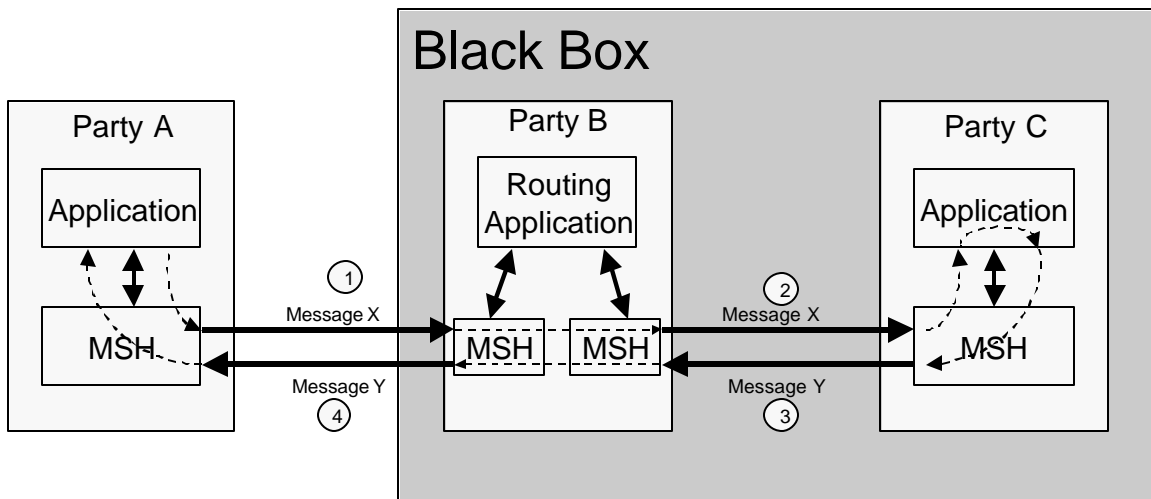 Black Box
Party A
Application
MSH
1
Message X
Message Y
4
Party B
Routing
Application
MSH
MSH
2
Message X
Message Y
3
Party C
Application
MSH